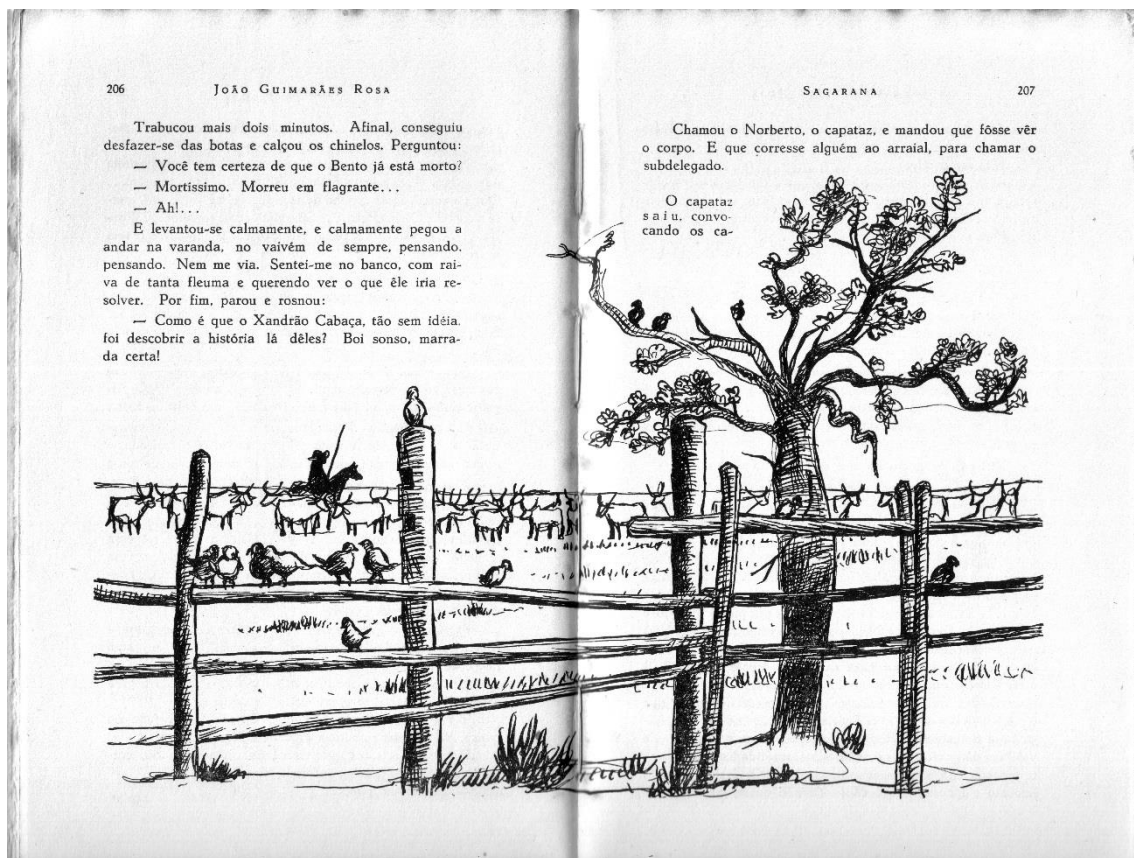 206
João Guimarães Rosa
Trabucou mais dois minutos. Afinal, conseguiu
desfazer-se das botas e calçou os chinelos. Perguntou:
— Você tem certeza de que o Bento já está morto?
— Mortíssimo. Morreu em flagrante...
— Ah!...
E levantou-se calmamente, e calmamente pegou a
andar na varanda, no vaivém de sempre, pensando.
pensando. Nem me via. Sentei-me no banco, com rai-
va de tanta fleuma e querendo ver o que êle iria re-
solver. Por fim, parou e rosnou:
— Como é que o Xandrão Cabaça, tão sem idéia.
foi descobrir a história lá dêles? Boi sonso, marra-
da certa!
Sagarana
207
Chamou o Norberto, o capataz, e mandou que fôsse vêr
o corpo. E que corresse alguém ao arraial, para chamar o
subdelegado.
O capataz
saiu, convo-
cando os ca-